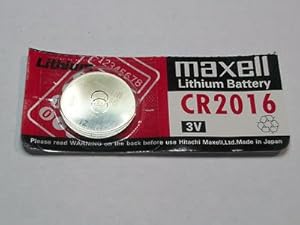 Lithium
maxell
Lithium Battery
CR2016
3V
Please read WARNING on the back before use Hitachi Maxell,Ltd.Made in Japan